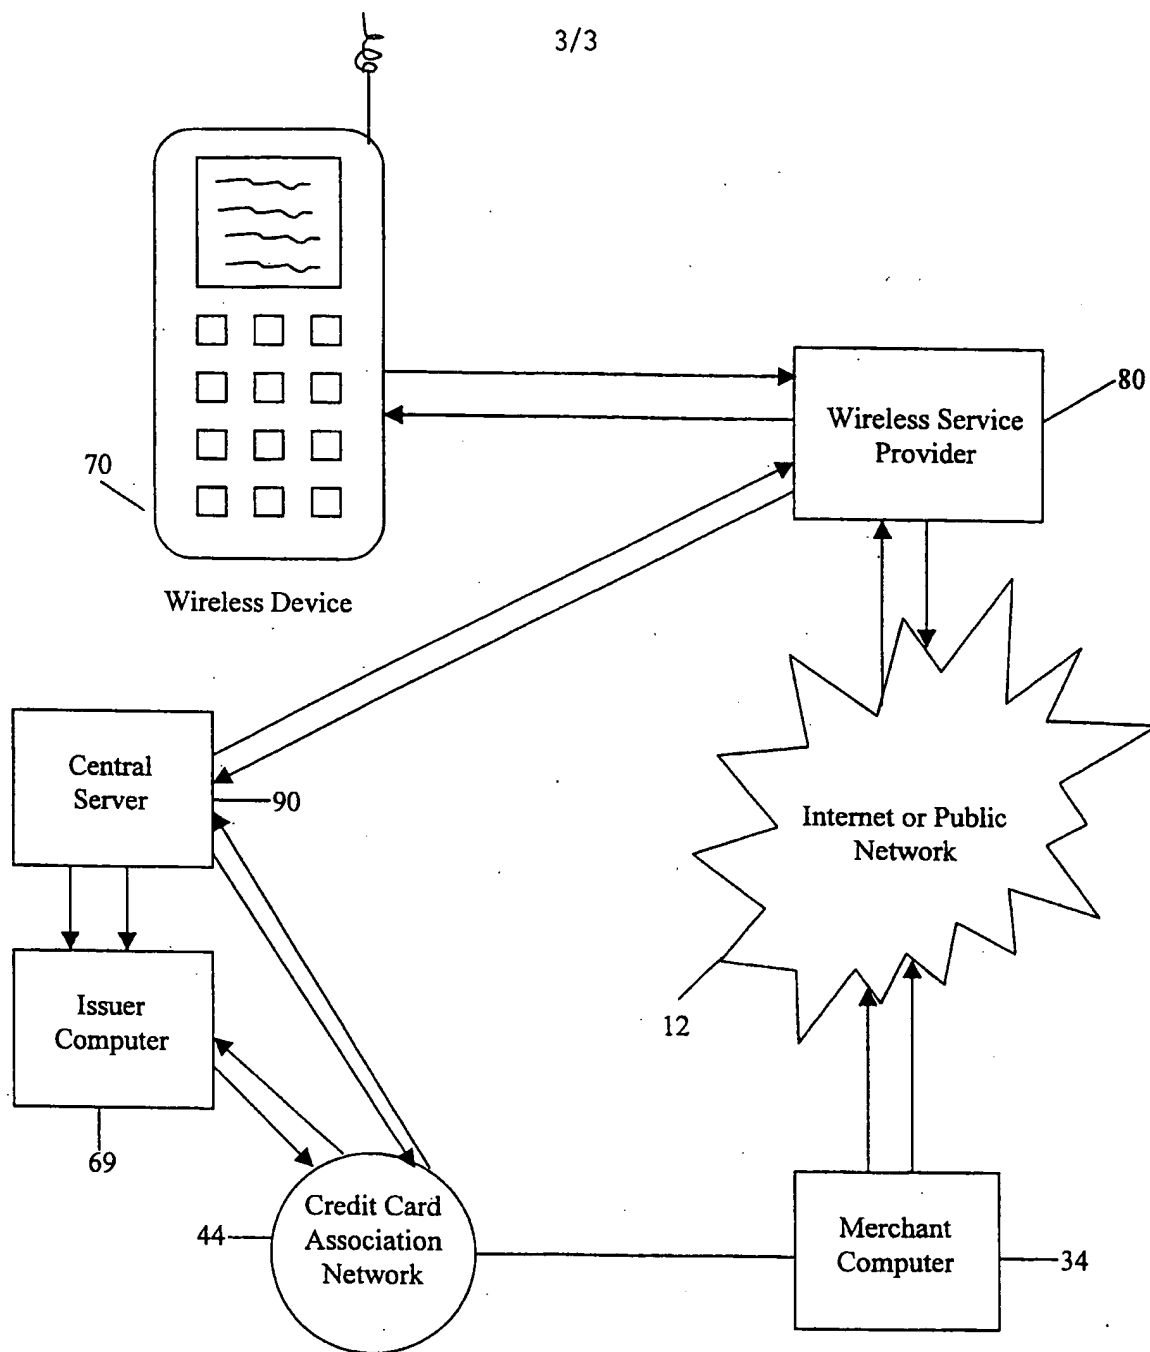 3/3
80
Wireless Service
Provider
70
Wireless Device
Central
Server
90
Internet or Public
Network
Issuer
Computer
12
69
Credit Card
Association
Network
44
Merchant
Computer
34